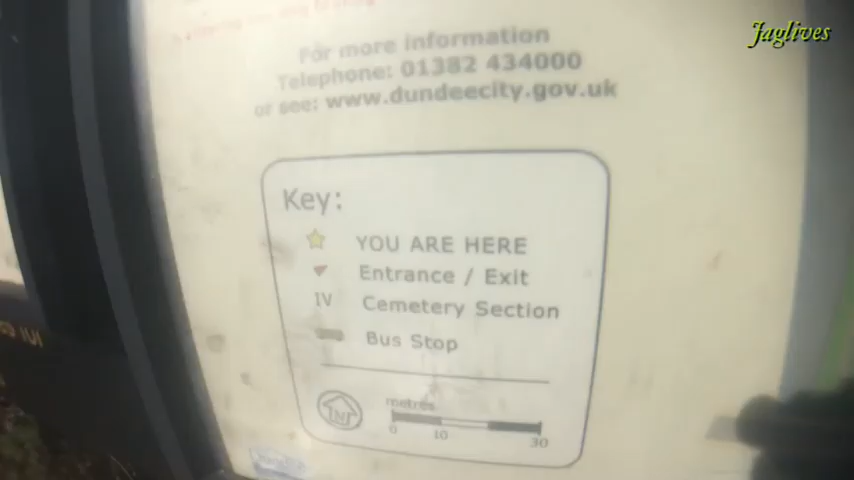 Jaglives
For more information
Telephone: 01382 434000
or see: www.dundeecity.gov.uk
Key:
YOU ARE HERE
Entrance / Exit
IV Cemetery Section
Bus Stop
N
metres
0 10 30